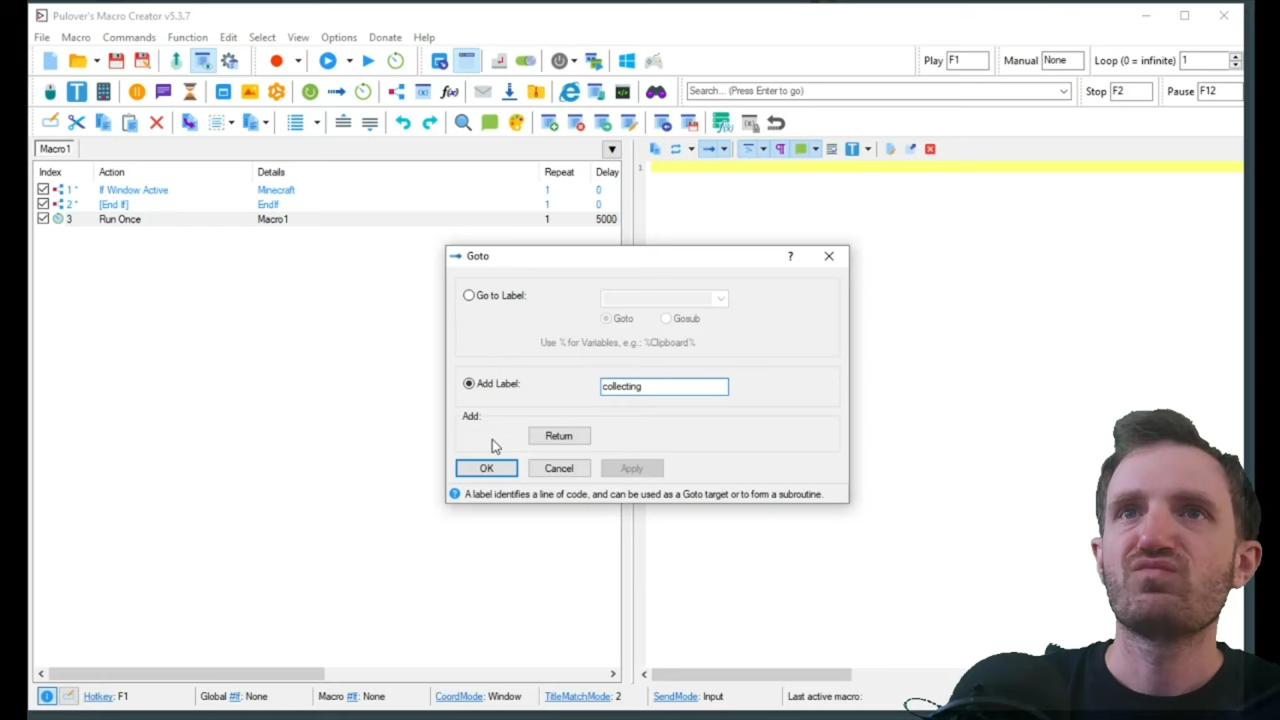 Pulover's Macro Creator v5.3.7
File Macro Commands Function Edit Select View Options Donate Help
Play F1 Manual None Loop (0 = infinite) 1
Search... (Press Enter to go) Stop F2 Pause F12
Macro1
Index Action Details Repeat Delay
1 * If Window Active Minecraft 1 0
2 * [End If] EndIf 1 0
3 Run Once Macro1 1 5000
1
Goto
Go to Label:
Goto Gosub
Use % for Variables, e.g.: %Clipboard%
Add Label: collecting
Add:
Return
OK Cancel Apply
A label identifies a line of code, and can be used as a Goto target or to form a subroutine.
Hotkey: F1 Global #If: None Macro #If: None CoordMode: Window TitleMatchMode: 2 SendMode: Input Last active macro: